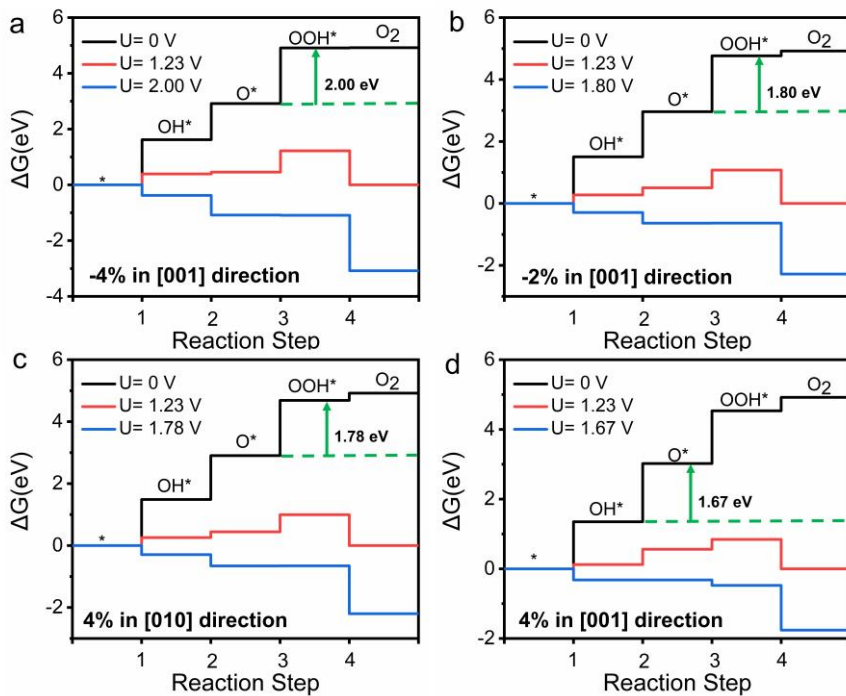 a
6
4
2
0
-2
-4
ΔG(eV)
U= 0 V
U= 1.23 V
U= 2.00 V
*
OH*
O*
OOH*
O2
2.00 eV
-4% in [001] direction
1 2 3 4
Reaction Step
b
6
4
2
0
-2
ΔG(eV)
U= 0 V
U= 1.23 V
U= 1.80 V
*
OH*
O*
OOH*
O2
1.80 eV
-2% in [001] direction
1 2 3 4
Reaction Step
c
6
4
2
0
-2
ΔG(eV)
U= 0 V
U= 1.23 V
U= 1.78 V
*
OH*
O*
OOH*
O2
1.78 eV
4% in [010] direction
1 2 3 4
Reaction Step
d
6
4
2
0
-2
ΔG(eV)
U= 0 V
U= 1.23 V
U= 1.67 V
*
OH*
O*
OOH*
O2
1.67 eV
4% in [001] direction
1 2 3 4
Reaction Step